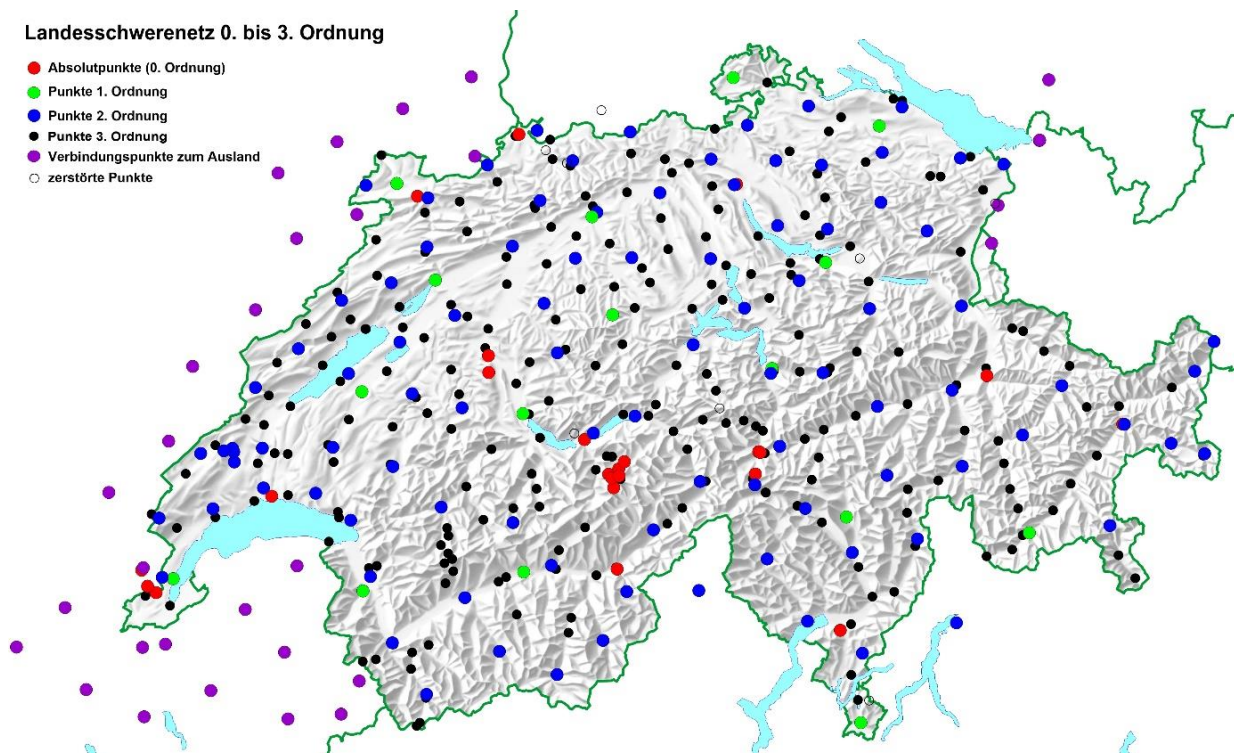 Landesschwerenetz 0. bis 3. Ordnung
Absolutpunkte (0. Ordnung)
Punkte 1. Ordnung
Punkte 2. Ordnung
Punkte 3. Ordnung
Verbindungspunkte zum Ausland
zerstörte Punkte